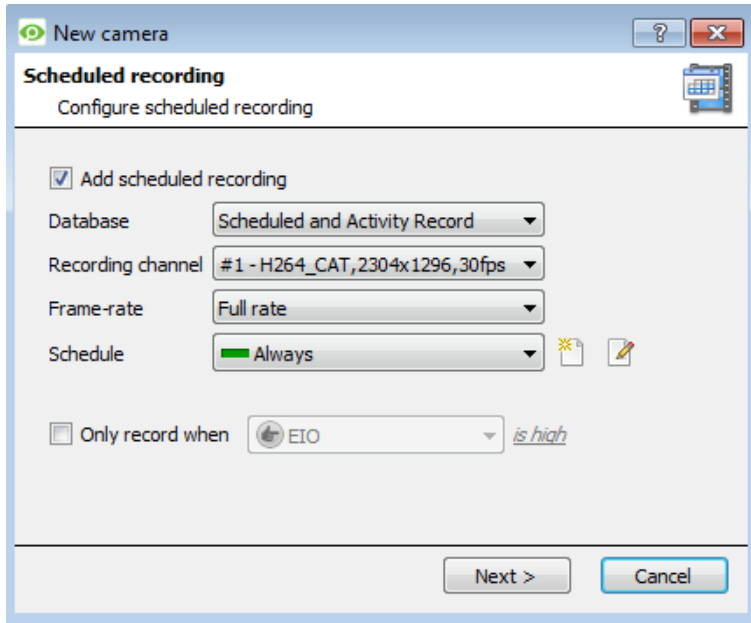 New camera
?
Scheduled recording
Configure scheduled recording
Add scheduled recording
Database Scheduled and Activity Record
Recording channel #1 - H264_CAT,2304x1296,30fps
Frame-rate Full rate
Schedule Always
Only record when EIO is high
Next > Cancel